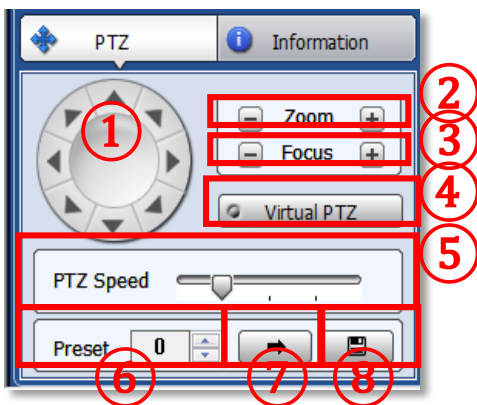 PTZ
i Information
1
2
− Zoom +
3
− Focus +
4
Virtual PTZ
5
PTZ Speed
Preset 0
6
7
8